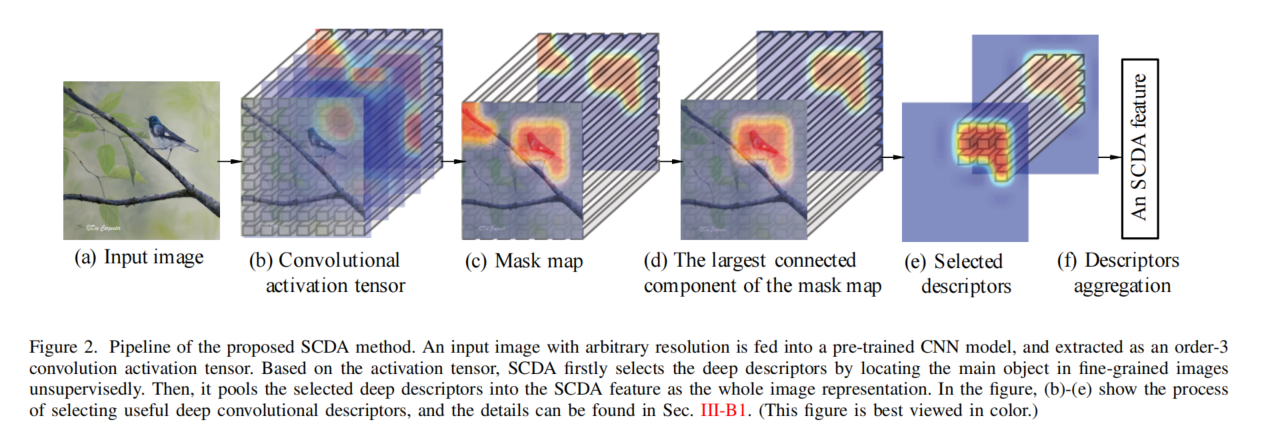 (a) Input image
(b) Convolutional
activation tensor
(c) Mask map
(d) The largest connected
component of the mask map
(e) Selected
descriptors
(f) Descriptors
aggregation
An SCDA feature
Figure 2. Pipeline of the proposed SCDA method. An input image with arbitrary resolution is fed into a pre-trained CNN model, and extracted as an order-3
convolution activation tensor. Based on the activation tensor, SCDA firstly selects the deep descriptors by locating the main object in fine-grained images
unsupervisedly. Then, it pools the selected deep descriptors into the SCDA feature as the whole image representation. In the figure, (b)-(e) show the process
of selecting useful deep convolutional descriptors, and the details can be found in Sec. III-B1. (This figure is best viewed in color.)